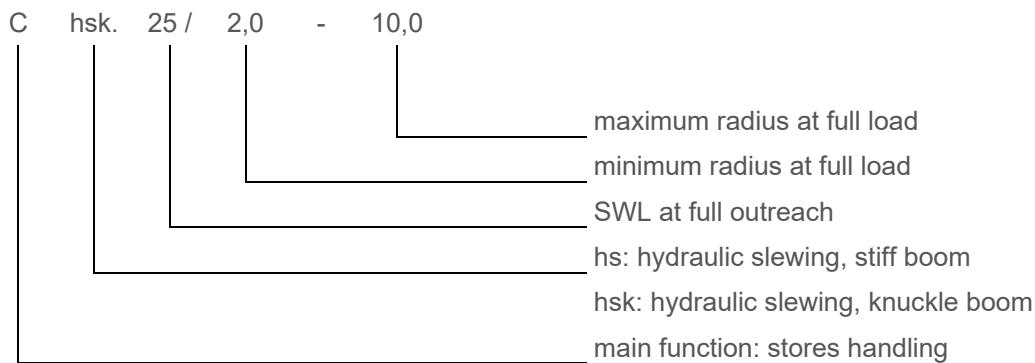 C hsk. 25 / 2,0 - 10,0
maximum radius at full load
minimum radius at full load
SWL at full outreach
hs: hydraulic slewing, stiff boom
hsk: hydraulic slewing, knuckle boom
main function: stores handling